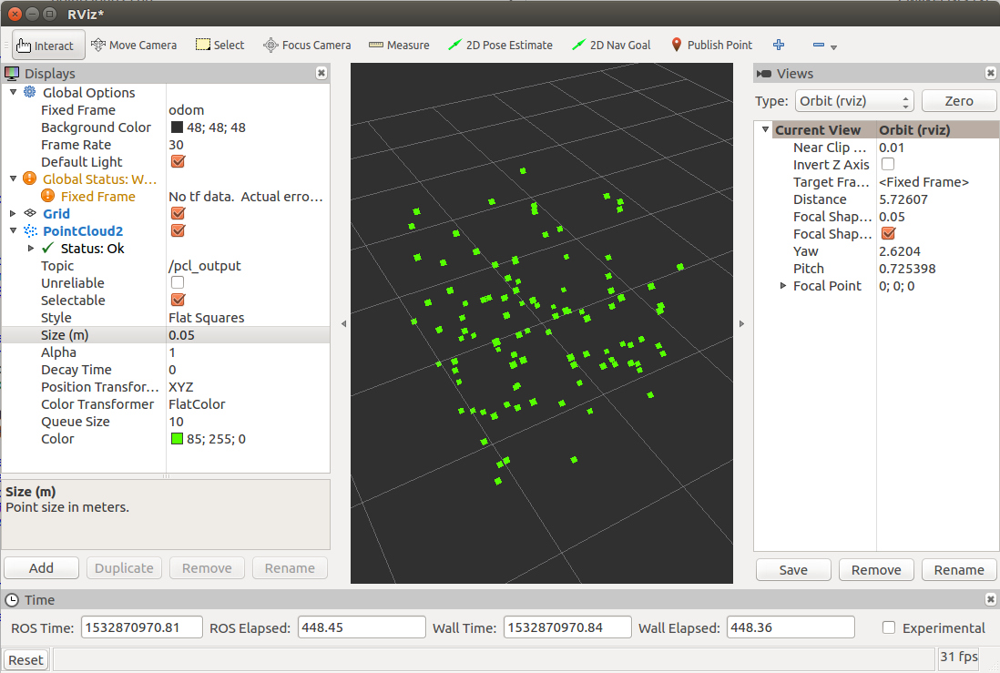 RViz*
Interact Move Camera Select Focus Camera Measure 2D Pose Estimate 2D Nav Goal Publish Point
Displays
Global Options
Fixed Frame odom
Background Color 48; 48; 48
Frame Rate 30
Default Light
Global Status: W...
Fixed Frame No tf data. Actual erro...
Grid
PointCloud2
Status: Ok
Topic /pcl_output
Unreliable
Selectable
Style Flat Squares
Size (m) 0.05
Alpha 1
Decay Time 0
Position Transfor... XYZ
Color Transformer FlatColor
Queue Size 10
Color 85; 255; 0
Size (m)
Point size in meters.
Add Duplicate Remove Rename
Views
Type: Orbit (rviz) Zero
Current View Orbit (rviz)
Near Clip ... 0.01
Invert Z Axis
Target Fra... <Fixed Frame>
Distance 5.72607
Focal Shap... 0.05
Focal Shap...
Yaw 2.6204
Pitch 0.725398
Focal Point 0; 0; 0
Save Remove Rename
Time
ROS Time: 1532870970.81 ROS Elapsed: 448.45 Wall Time: 1532870970.84 Wall Elapsed: 448.36 Experimental
Reset 31 fps